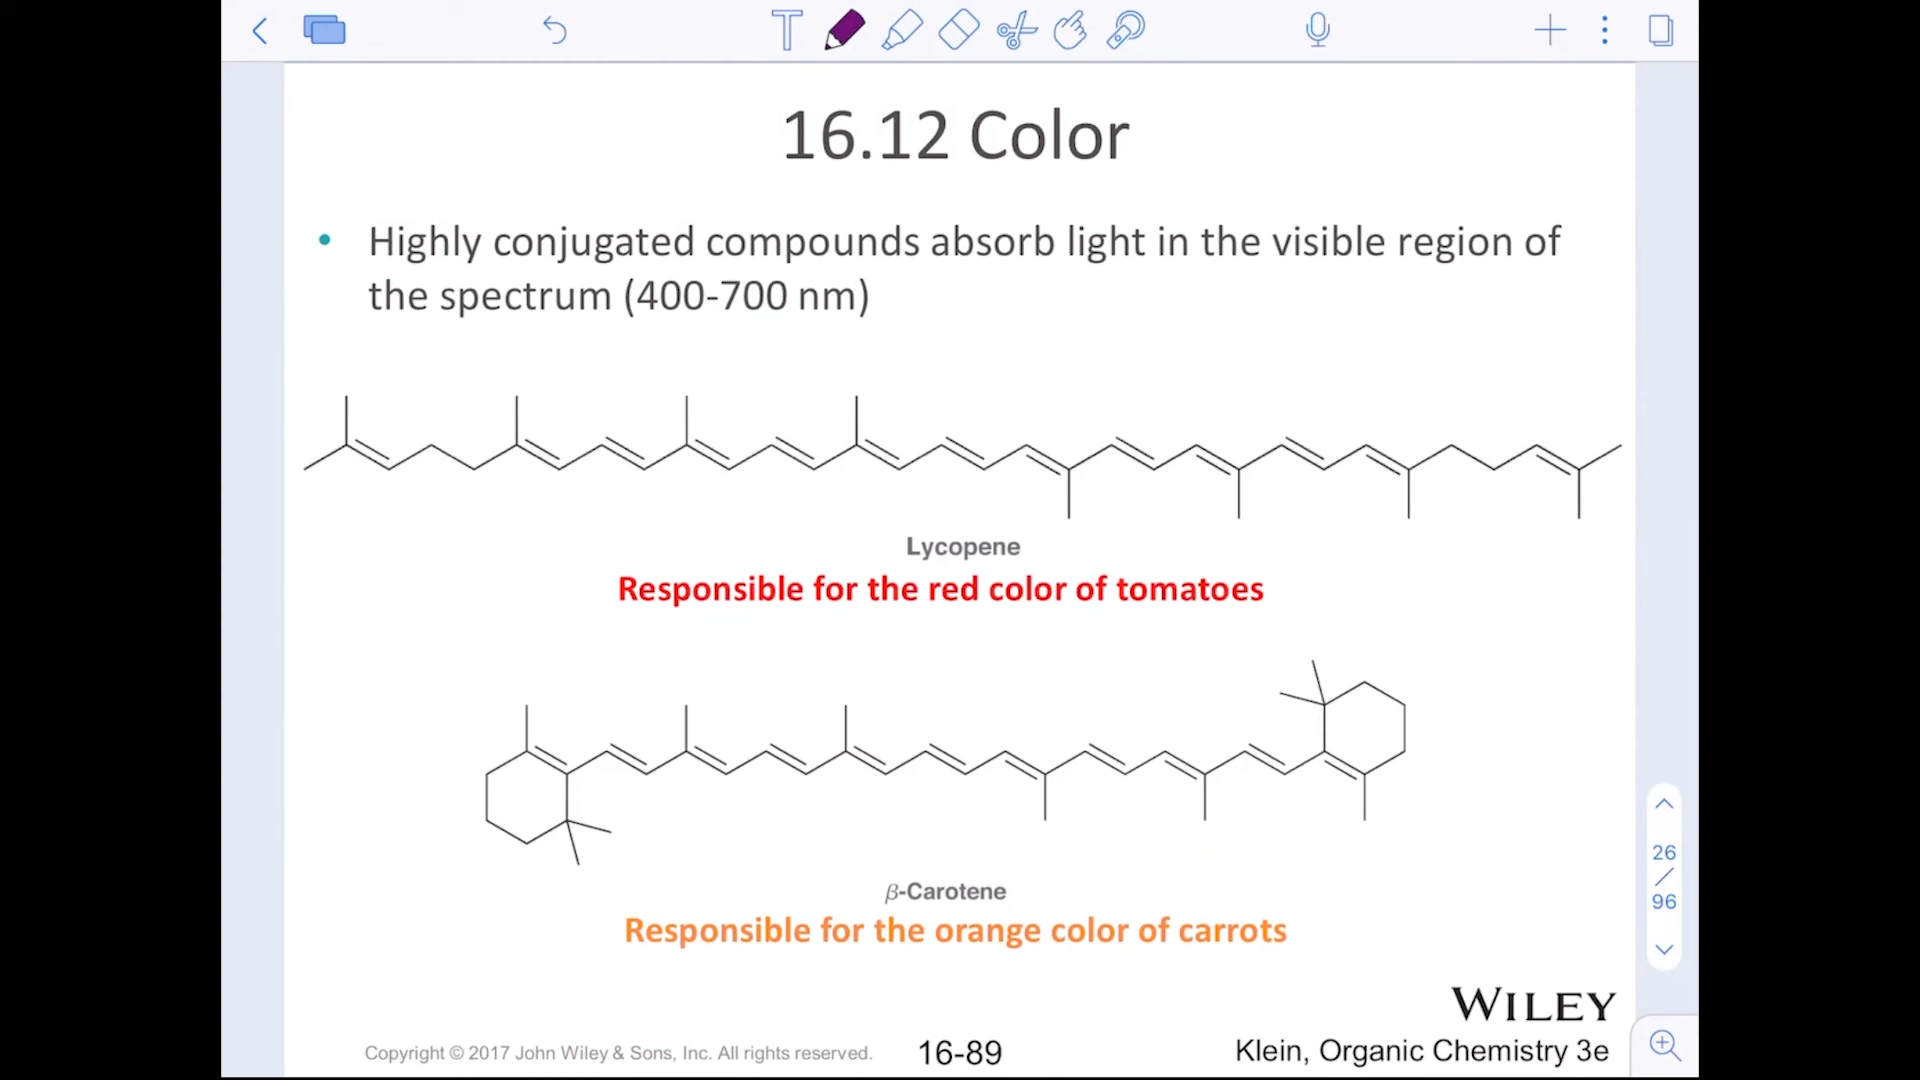 16.12 Color
• Highly conjugated compounds absorb light in the visible region of
the spectrum (400-700 nm)
Lycopene
Responsible for the red color of tomatoes
β-Carotene
Responsible for the orange color of carrots
26
/
96
WILEY
Copyright © 2017 John Wiley & Sons, Inc. All rights reserved.
16-89
Klein, Organic Chemistry 3e